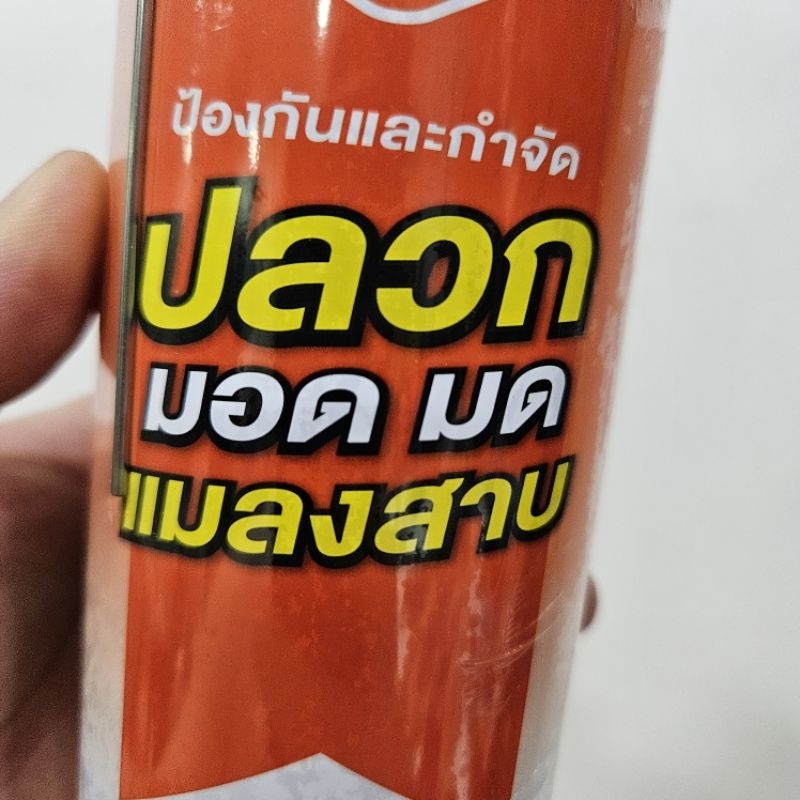 ป้องกันและกำจัด
ปลวก
มอด มด
แมลงสาบ